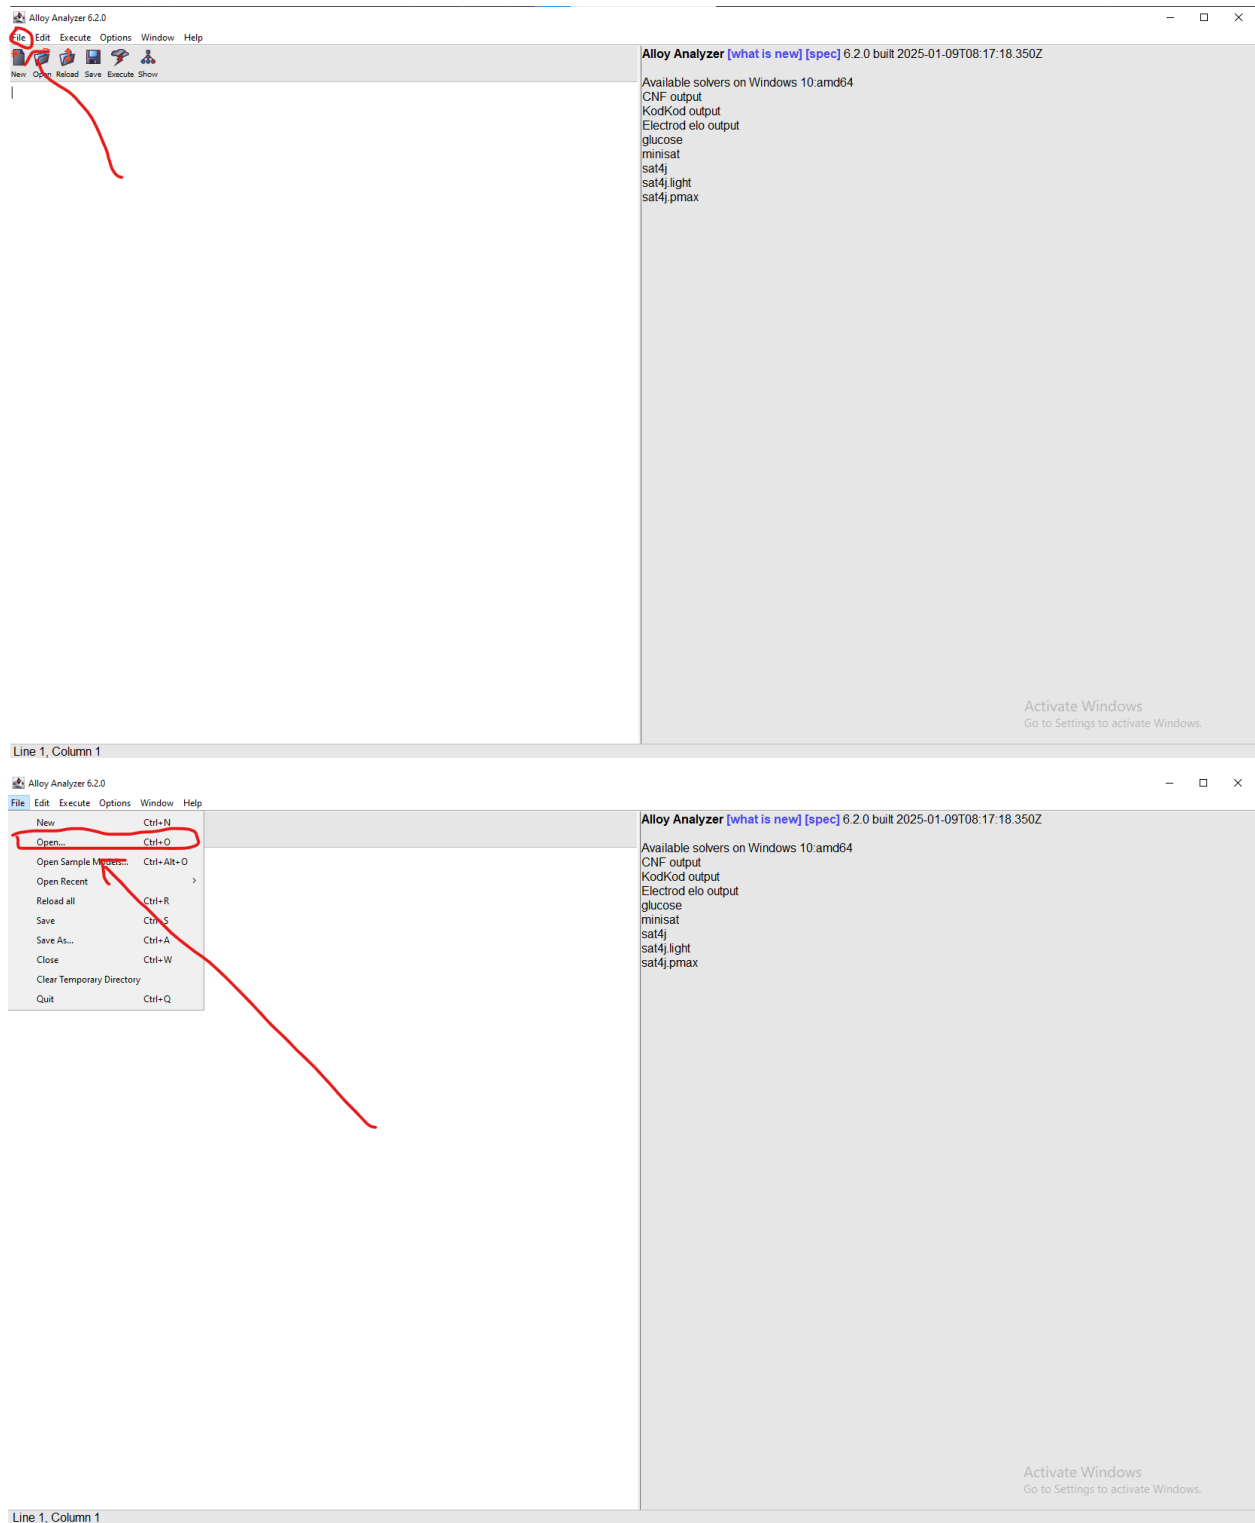 Alloy Analyzer 6.2.0
File Edit Execute Options Window Help
New Open Reload Save Execute Show
Alloy Analyzer [what is new] [spec] 6.2.0 built 2025-01-09T08:17:18.350Z
Available solvers on Windows 10:amd64
CNF output
KodKod output
Electrod elo output
glucose
minisat
sat4j
sat4j.light
sat4j.pmax
Activate Windows
Go to Settings to activate Windows.
Line 1, Column 1
Alloy Analyzer 6.2.0
File Edit Execute Options Window Help
New Ctrl+N
Open... Ctrl+O
Open Sample Models... Ctrl+Alt+O
Open Recent
Reload all Ctrl+R
Save Ctrl+S
Save As... Ctrl+A
Close Ctrl+W
Clear Temporary Directory
Quit Ctrl+Q
Alloy Analyzer [what is new] [spec] 6.2.0 built 2025-01-09T08:17:18.350Z
Available solvers on Windows 10:amd64
CNF output
KodKod output
Electrod elo output
glucose
minisat
sat4j
sat4j.light
sat4j.pmax
Activate Windows
Go to Settings to activate Windows.
Line 1, Column 1